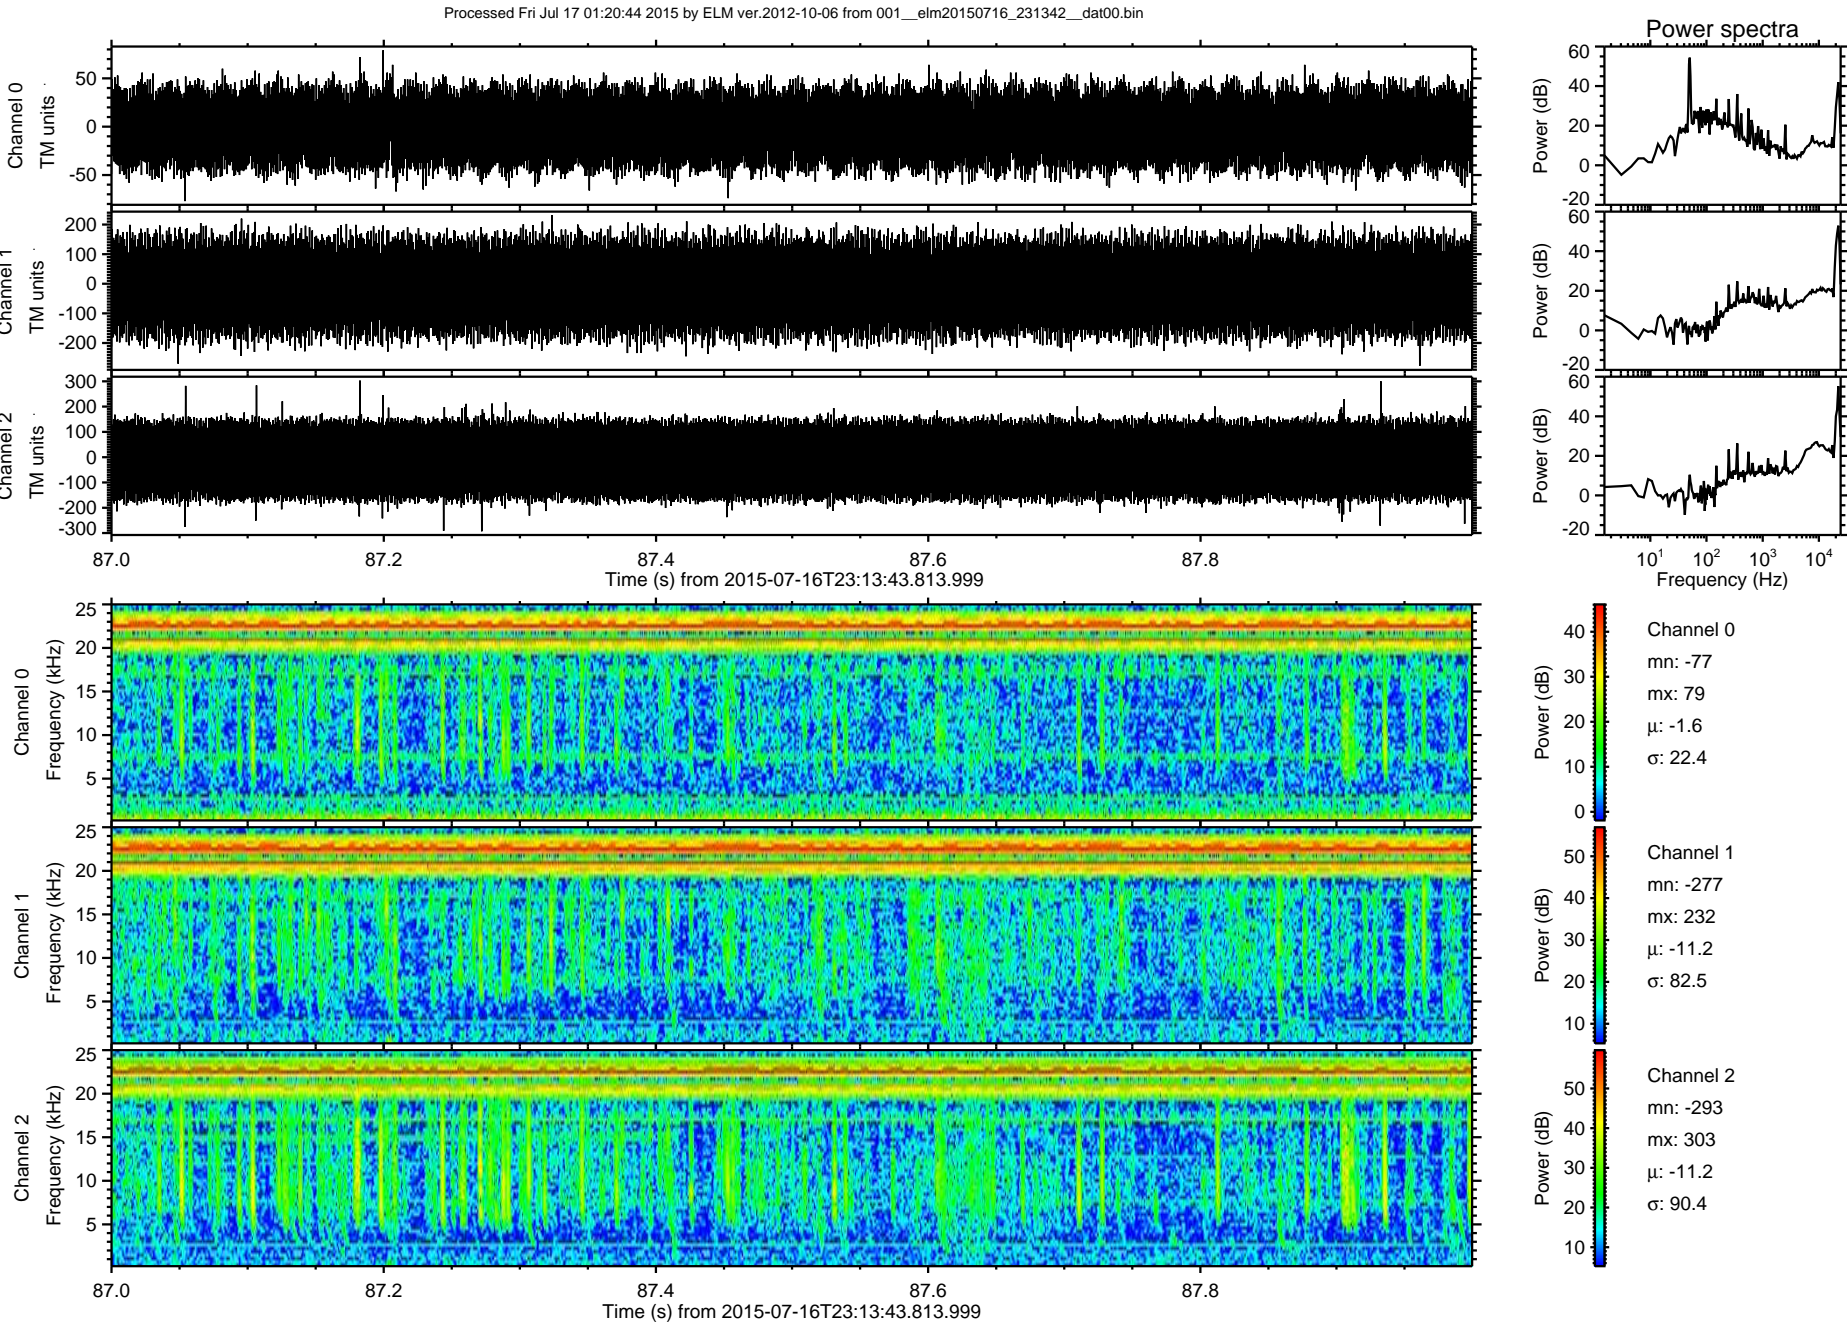 Processed Fri Jul 17 01:20:44 2015 by ELM ver.2012-10-06 from 001__elm20150716_231342__dat00.bin
Power spectra
Channel 0
TM units
50
0
-50
Power (dB)
60
40
20
0
-20
Channel 1
TM units
200
100
0
-100
-200
Power (dB)
60
40
20
0
-20
Channel 2
TM units
300
200
100
0
-100
-200
-300
Power (dB)
60
40
20
0
-20
87.0 87.2 87.4 87.6 87.8
Time (s) from 2015-07-16T23:13:43.813.999
10^1 10^2 10^3 10^4
Frequency (Hz)
Channel 0
Frequency (kHz)
25
20
15
10
5
Power (dB)
40
30
20
10
0
Channel 0
mn: -77
mx: 79
μ: -1.6
σ: 22.4
Channel 1
Frequency (kHz)
25
20
15
10
5
Power (dB)
50
40
30
20
10
Channel 1
mn: -277
mx: 232
μ: -11.2
σ: 82.5
Channel 2
Frequency (kHz)
25
20
15
10
5
Power (dB)
50
40
30
20
10
Channel 2
mn: -293
mx: 303
μ: -11.2
σ: 90.4
87.0 87.2 87.4 87.6 87.8
Time (s) from 2015-07-16T23:13:43.813.999